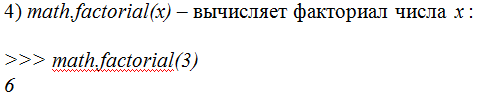 4) math.factorial(x) – вычисляет факториал числа x :
>>> math.factorial(3)
6